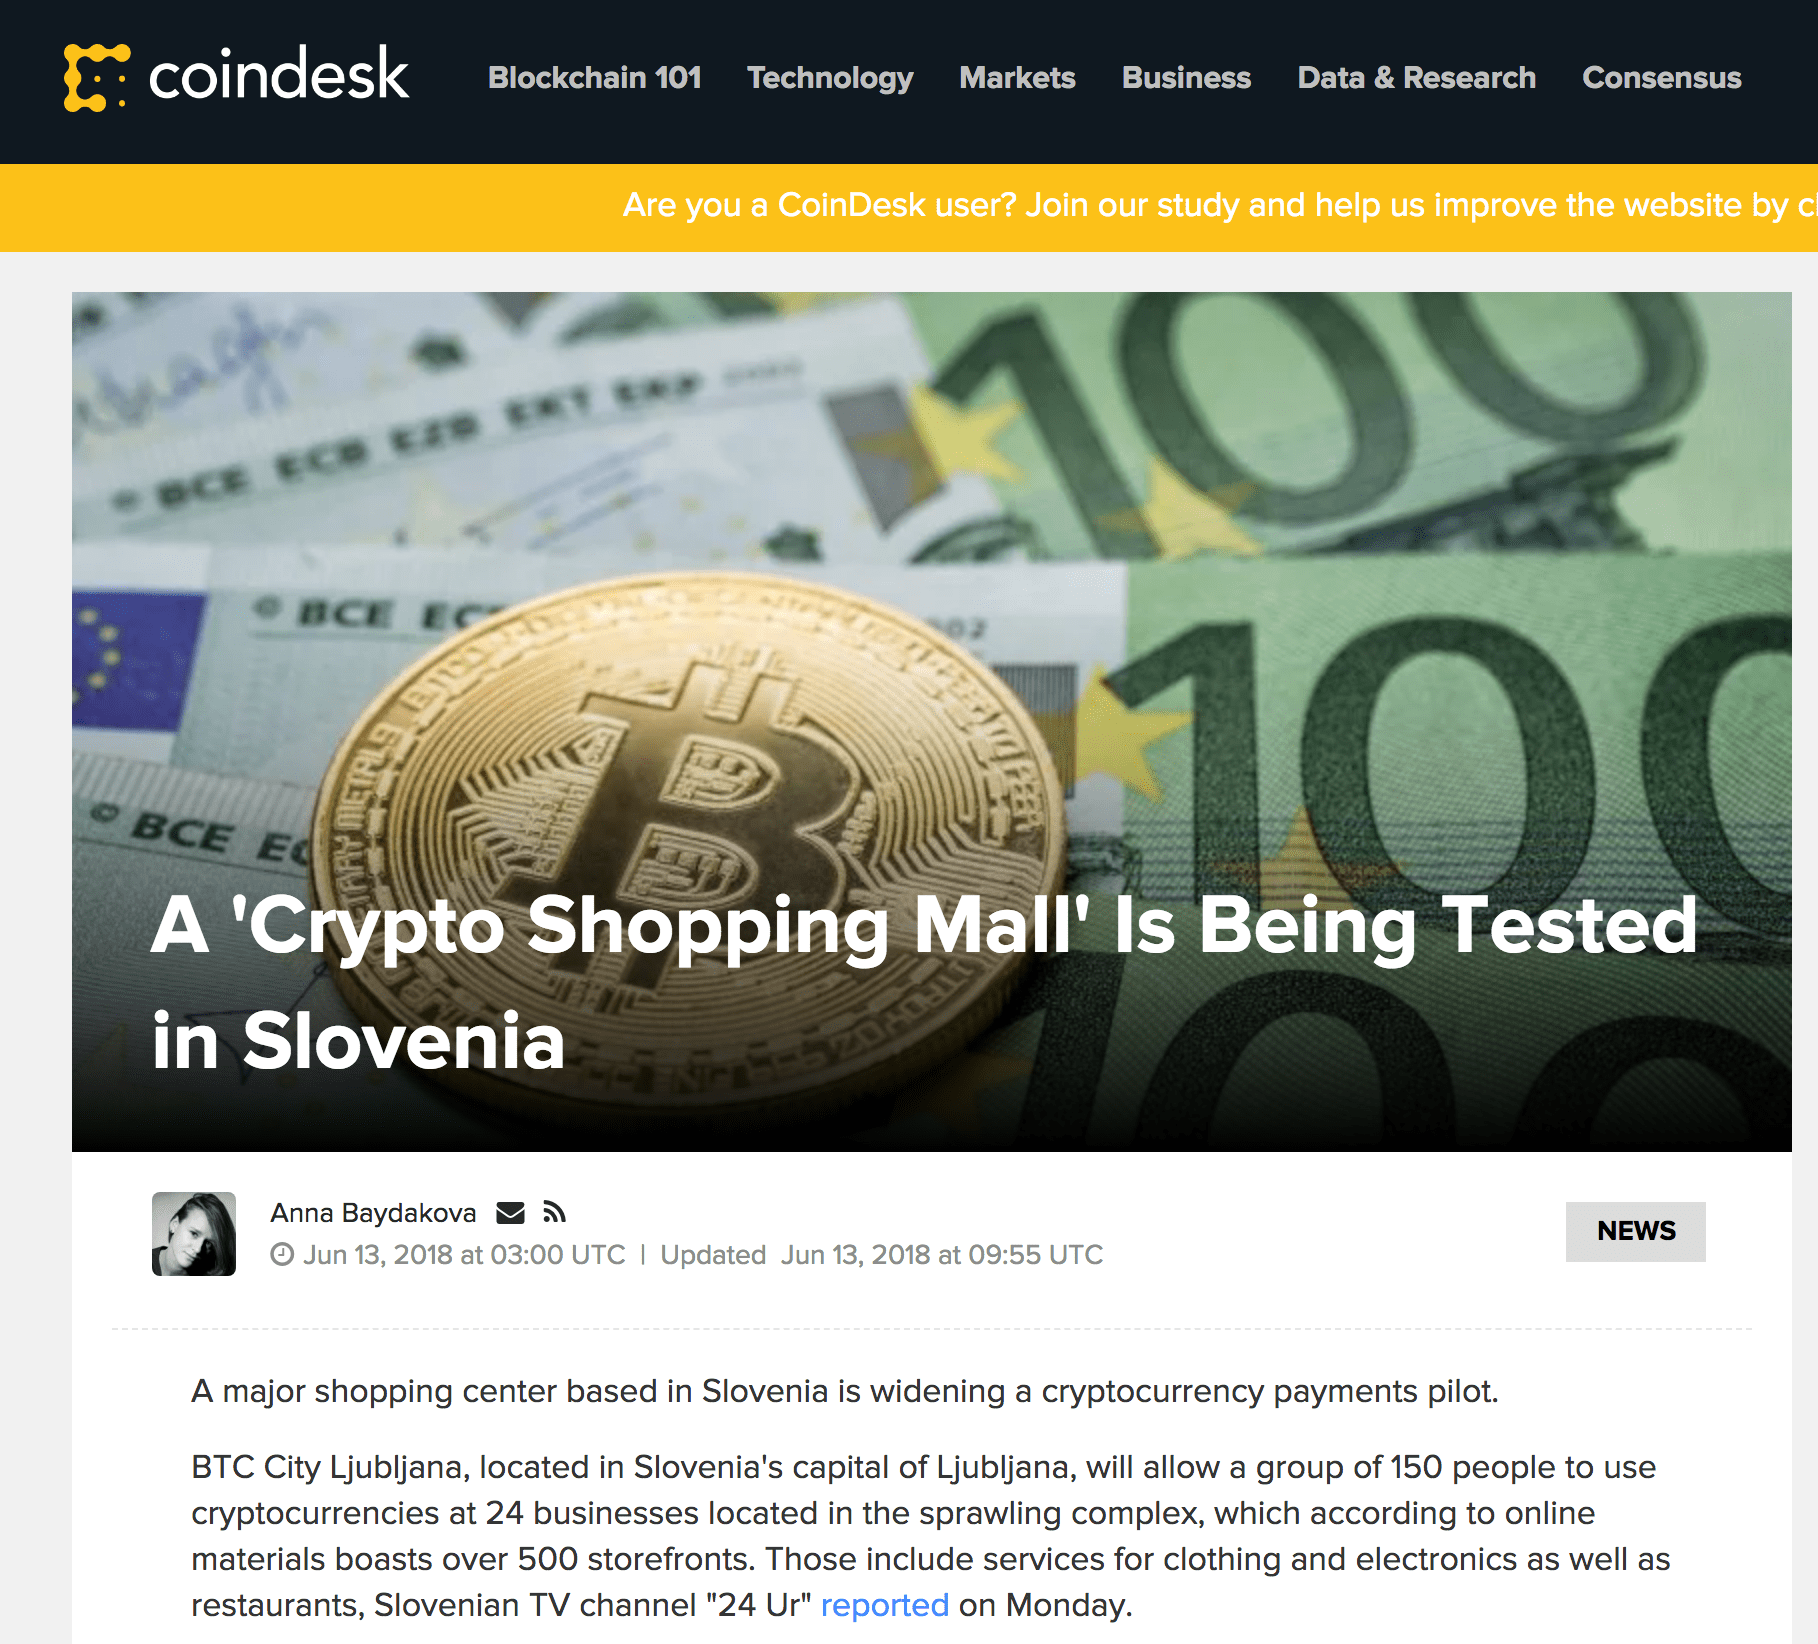 coindesk
Blockchain 101 Technology Markets Business Data & Research Consensus
Are you a CoinDesk user? Join our study and help us improve the website by
BCE ECB EZB EKT EKP
100
© BCE
100
© BCE
A 'Crypto Shopping Mall' Is Being Tested
in Slovenia
Anna Baydakova
Jun 13, 2018 at 03:00 UTC | Updated Jun 13, 2018 at 09:55 UTC
NEWS
A major shopping center based in Slovenia is widening a cryptocurrency payments pilot.
BTC City Ljubljana, located in Slovenia's capital of Ljubljana, will allow a group of 150 people to use
cryptocurrencies at 24 businesses located in the sprawling complex, which according to online
materials boasts over 500 storefronts. Those include services for clothing and electronics as well as
restaurants, Slovenian TV channel "24 Ur" reported on Monday.